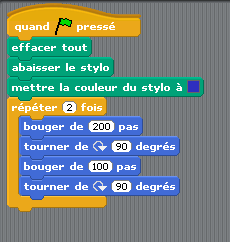 quand pressé
effacer tout
abaisser le stylo
mettre la couleur du stylo à
répéter 2 fois
bouger de 200 pas
tourner de 90 degrés
bouger de 100 pas
tourner de 90 degrés